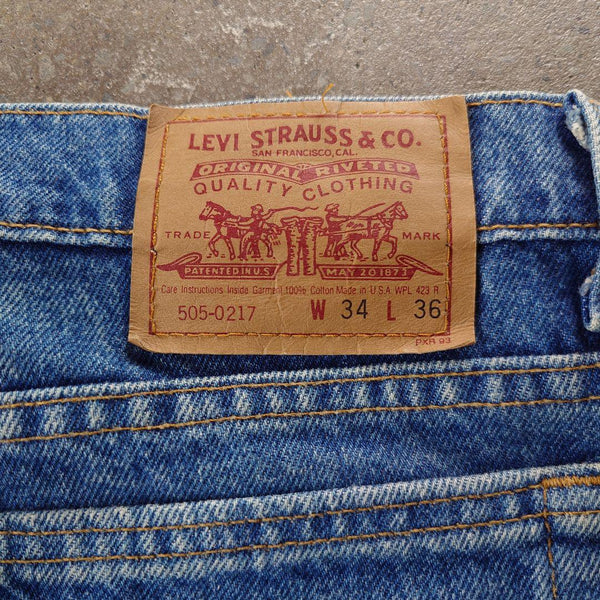 LEVI STRAUSS & CO.
SAN FRANCISCO, CAL.
ORIGINAL RIVETED
QUALITY CLOTHING
TRADE MARK
PATENTED IN U.S. MAY 20 1873
Care Instructions Inside Garment 100% Cotton Made in U.S.A. WPL 423 R
505-0217 W 34 L 36
PXR 93